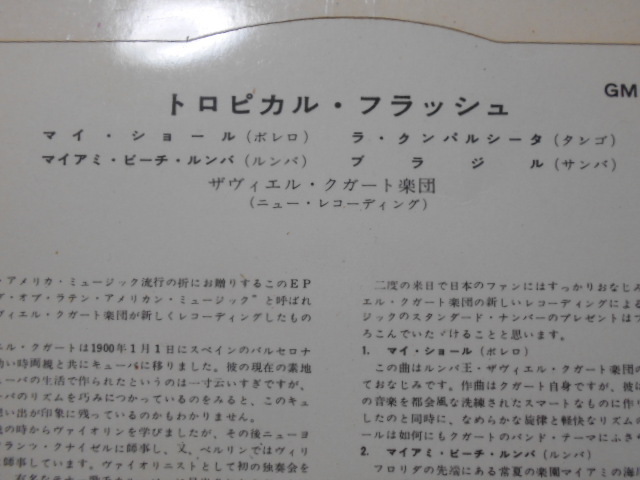 GM
トロピカル・フラッシュ
マイ・ショール(ボレロ) ラ・クンパルシータ(タンゴ)
マイアミ・ビーチ・ルンバ(ルンバ) ブラジル(サンバ)
ザヴィエル・クガート楽団
(ニュー・レコーディング)
・アメリカ・ミュージック流行の折にお贈りするこのEP
・オブ・ラテン・アメリカン・ミュージック”と呼ばれ
ヴィエル・クガート楽団が新しくレコーディングしたもの
エル・クガートは1900年1月1日にスペインのバルセロナ
幼い時両親と共にキューバに移りました。彼の現在の素地
ューバの生活で作られたというのは一寸云いすぎですが、
ンバのリズムを巧みにつかっているのをみると、このキュ
思い出が印象に残っているのかもわかりません。
の時からヴァイオリンを学びましたが、その後ニューヨ
フランツ・クナイゼルに師事し、又、ベルリンではヴィリ
に師事しています。ヴァイオリニストとして初の独奏会を
二度の来日で日本のファンにはすっかりおなじみ
エル・クガート楽団の新しいレコーディングによる
ジックのスタンダード・ナンバーのプレゼントはつ
ろこんでいたゞけることと思います。
1. マイ・ショール(ボレロ)
この曲はルンバ王・ザヴィエル・クガート楽団の
ておなじみです。作曲はクガート自身ですが、彼に
の音楽を都会風な洗練されたスマートなものに作り
したのと同時に、なめらかな旋律と軽快なリズムの
ールは如何にもクガートのバンド・テーマにふさ
2. マイアミ・ビーチ・ルンバ(ルンバ)
フロリダの先端にある常夏の楽園マイアミの海岸